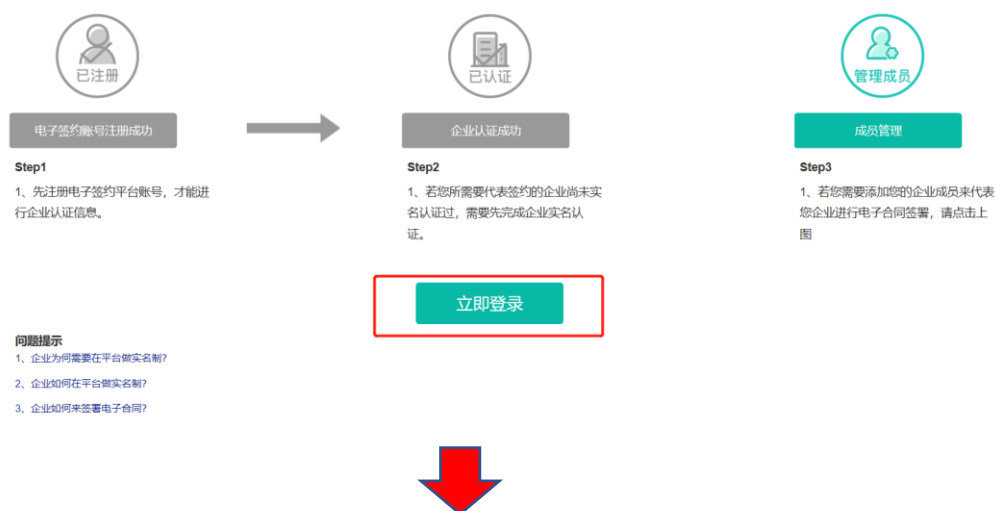 已注册
已认证
管理成员
电子签约账号注册成功
企业认证成功
成员管理
Step1
1、先注册电子签约平台账号，才能进
行企业认证信息。
Step2
1、若您所需要代表签约的企业尚未实
名认证过，需要先完成企业实名认
证。
Step3
1、若您需要添加您的企业成员来代表
您企业进行电子合同签署，请点击上
图
立即登录
问题提示
1、企业为何需要在平台做实名制?
2、企业如何在平台做实名制?
3、企业如何来签署电子合同?